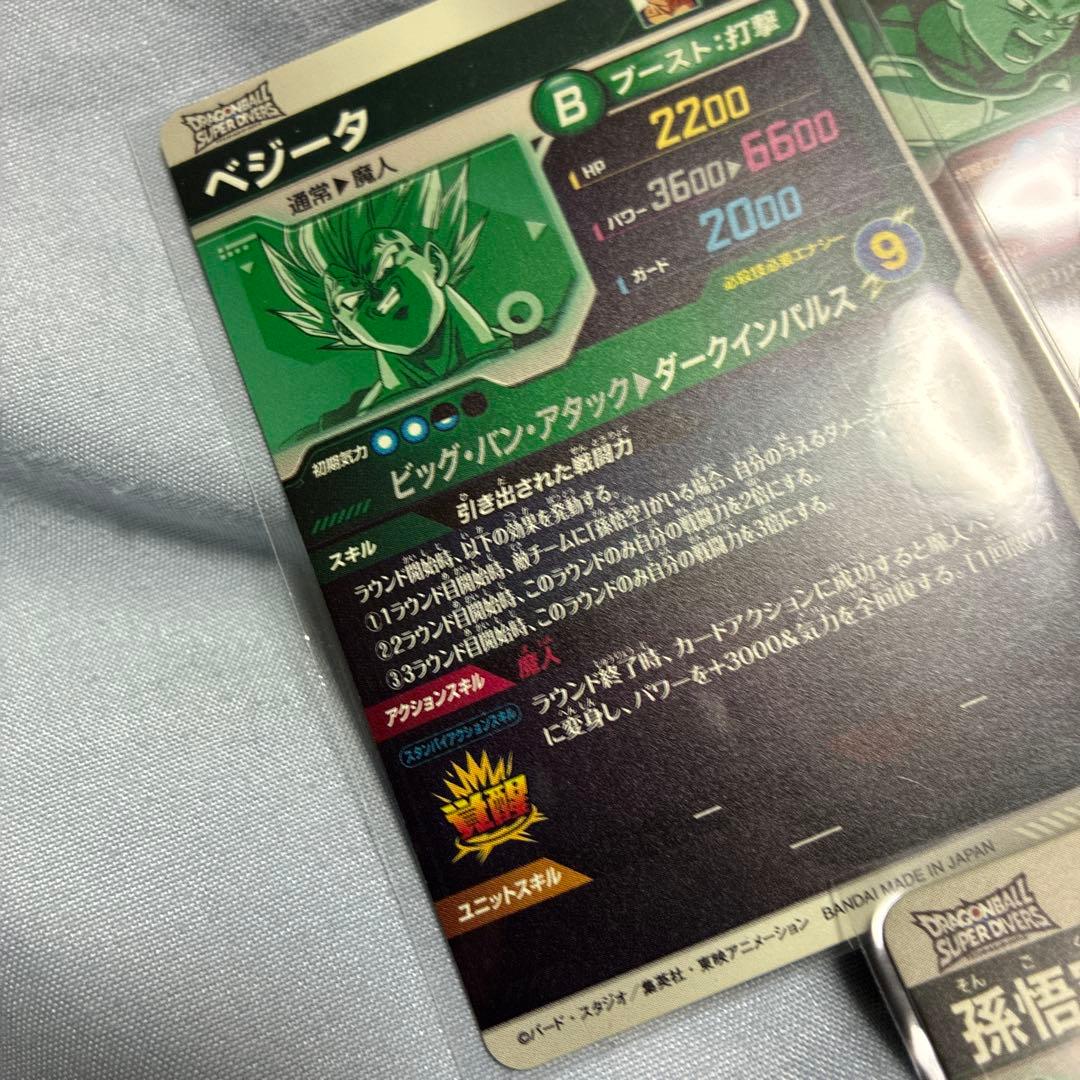 DRAGONBALL
SUPER DIVERS
ベジータ
通常▶魔人
B ブースト:打撃
HP 2200
パワー 3600▶6600
ガード 2000
必殺技必要エナジー 9
初期気力
ビッグ・バン・アタック▶ダークインパルス
スキル
引き出された戦闘力
ラウンド開始時、以下の効果を発動する。
①1ラウンド目開始時、敵チームに「孫悟空」がいる場合、自分の与えるダメージ
②2ラウンド目開始時、このラウンドのみ自分の戦闘力を2倍にする。
③3ラウンド目開始時、このラウンドのみ自分の戦闘力を3倍にする。
アクションスキル
魔人
スタンバイアクションスキル
ラウンド終了時、カードアクションに成功すると魔人ベ
に変身し、パワーを+3000&気力を全回復する。[1回限り]
覚醒
ユニットスキル
©バード・スタジオ/集英社・東映アニメーション BANDAI MADE IN JAPAN
DRAGONBALL
SUPER DIVERS
そん ご
孫悟